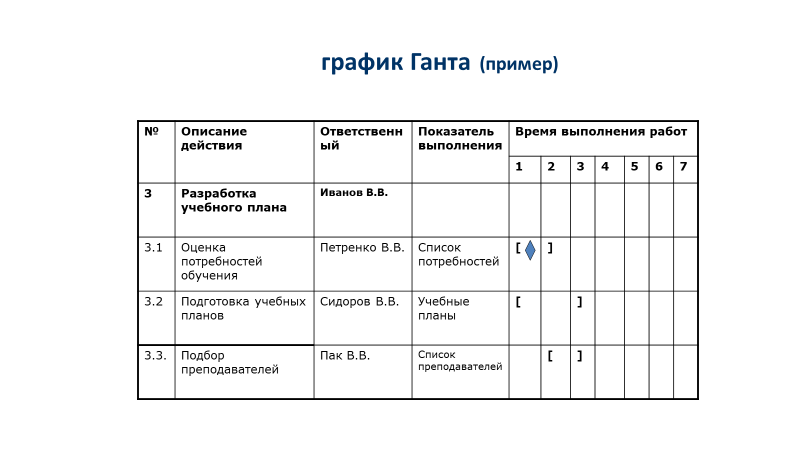 график Ганта (пример)
№ Описание Ответственн Показатель Время выполнения работ
действия ый выполнения
1 2 3 4 5 6 7
3 Разработка Иванов В.В.
учебного плана
3.1 Оценка Петренко В.В. Список [ ]
потребностей потребностей
обучения
3.2 Подготовка учебных Сидоров В.В. Учебные [ ]
планов планы
3.3. Подбор Пак В.В. Список [ ]
преподавателей преподавателей